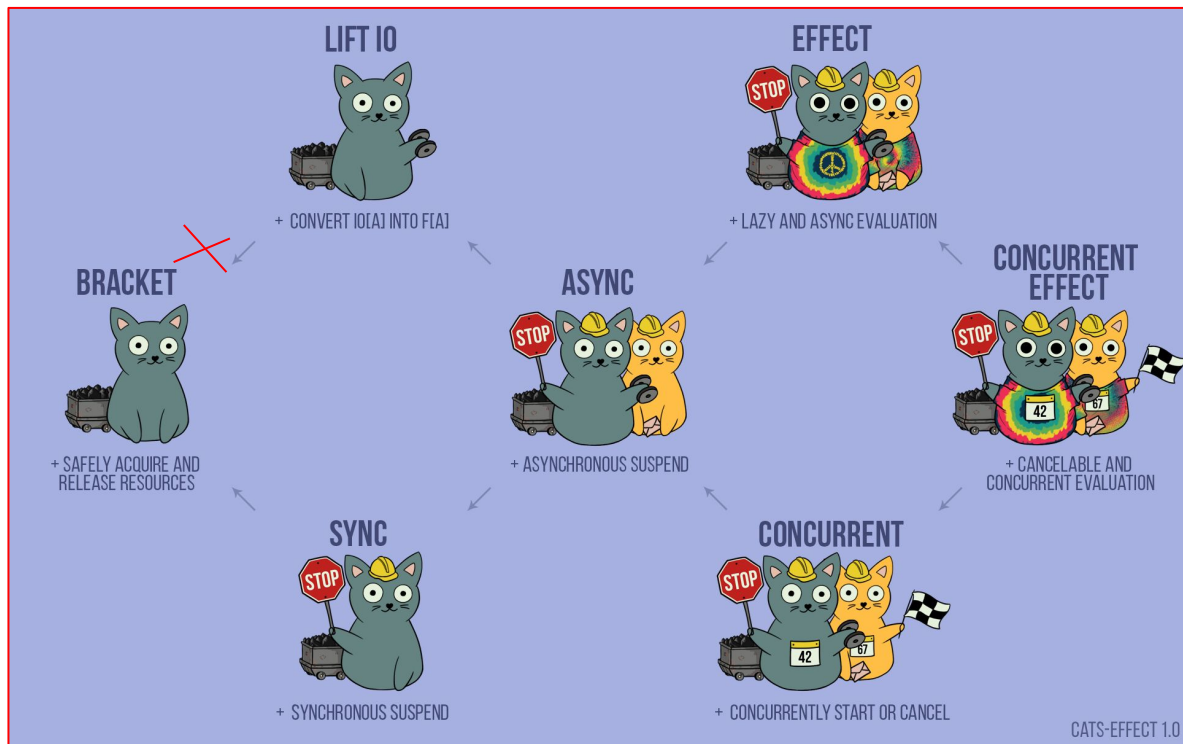 LIFT IO
EFFECT
STOP
+ CONVERT IO[A] INTO F[A]
+ LAZY AND ASYNC EVALUATION
BRACKET
ASYNC
CONCURRENT
EFFECT
STOP
STOP
42
67
+ SAFELY ACQUIRE AND
RELEASE RESOURCES
+ ASYNCHRONOUS SUSPEND
+ CANCELABLE AND
CONCURRENT EVALUATION
SYNC
CONCURRENT
STOP
STOP
42
67
+ SYNCHRONOUS SUSPEND
+ CONCURRENTLY START OR CANCEL
CATS-EFFECT 1.0